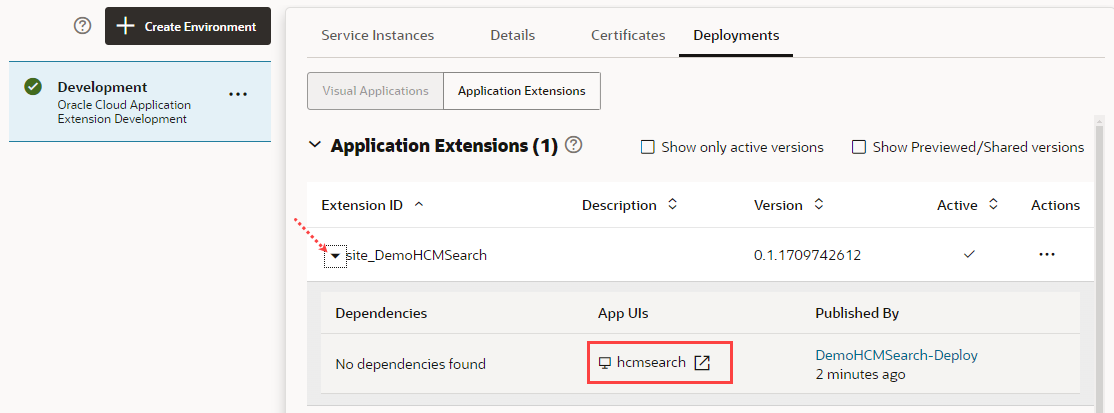 Create Environment
Development
Oracle Cloud Application
Extension Development
Service Instances
Details
Certificates
Deployments
Visual Applications
Application Extensions
Application Extensions (1)
Show only active versions
Show Previewed/Shared versions
Extension ID
Description
Version
Active
Actions
site_DemoHCMSearch
0.1.1709742612
Dependencies
App UIs
Published By
No dependencies found
hcmsearch
DemoHCMSearch-Deploy
2 minutes ago